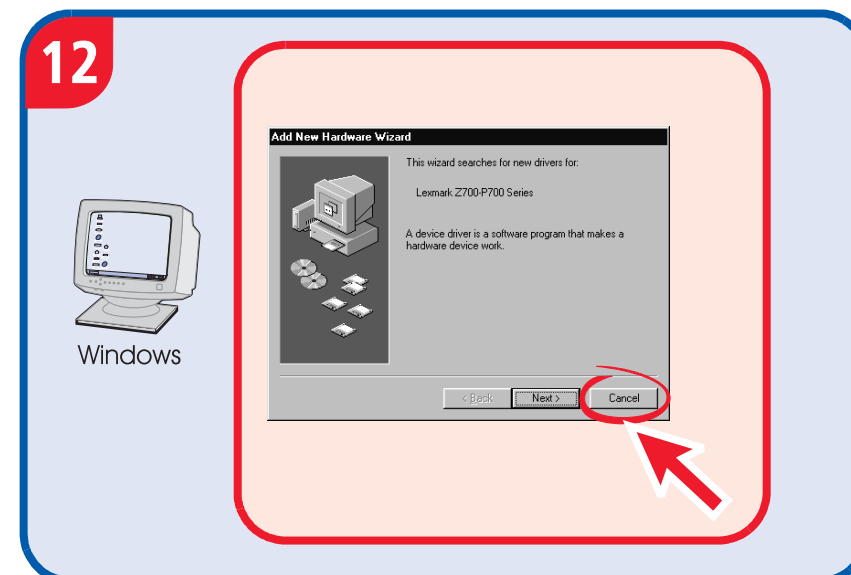 12
Add New Hardware Wizard
This wizard searches for new drivers for:
Lexmark Z700-P700 Series
A device driver is a software program that makes a
hardware device work.
Windows
< Back
Next >
Cancel